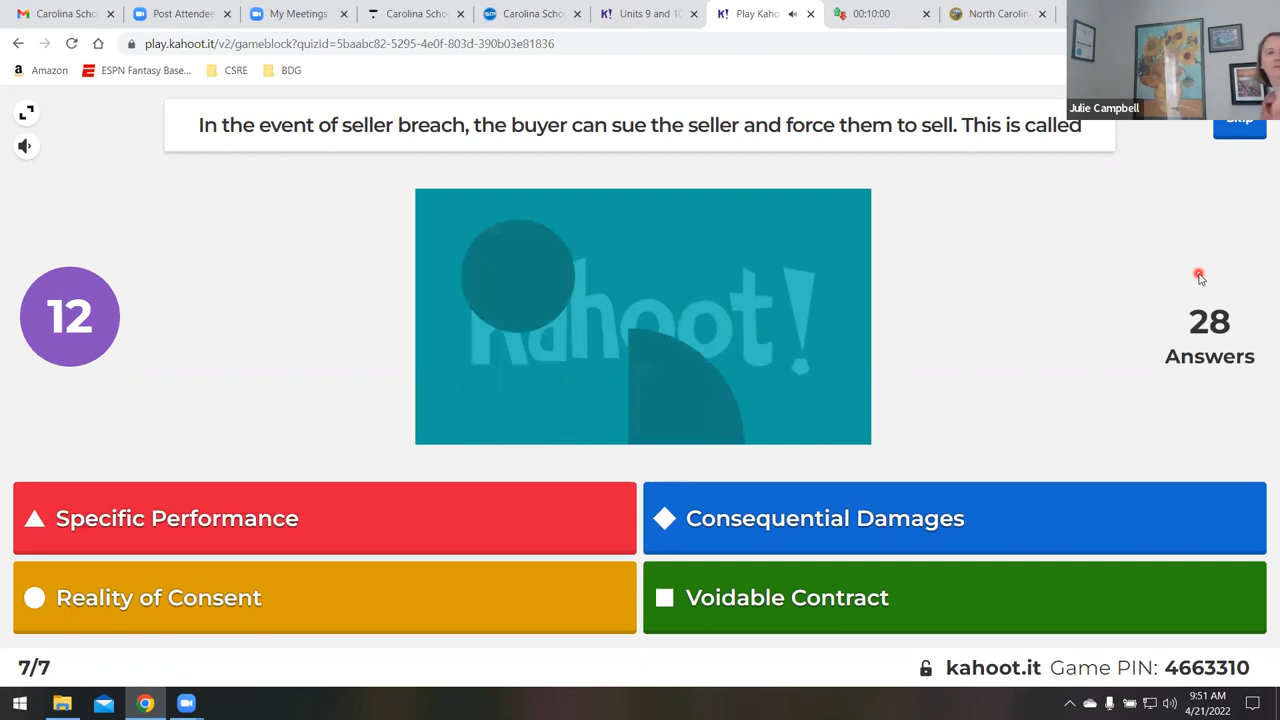 Carolina Scho
Post Attendee
My Meetings
Carolina Scho
Carolina Scho
Units 9 and 10
Play Kaho
00:10:00
North Carolin
play.kahoot.it/v2/gameblock?quizId=5baabc82-5295-4e0f-803d-390b03e81836
Amazon
ESPN Fantasy Base...
CSRE
BDG
Julie Campbell
In the event of seller breach, the buyer can sue the seller and force them to sell. This is called
Skip
Kahoot!
12
28
Answers
Specific Performance
Consequential Damages
Reality of Consent
Voidable Contract
7/7
kahoot.it Game PIN: 4663310
9:51 AM
4/21/2022